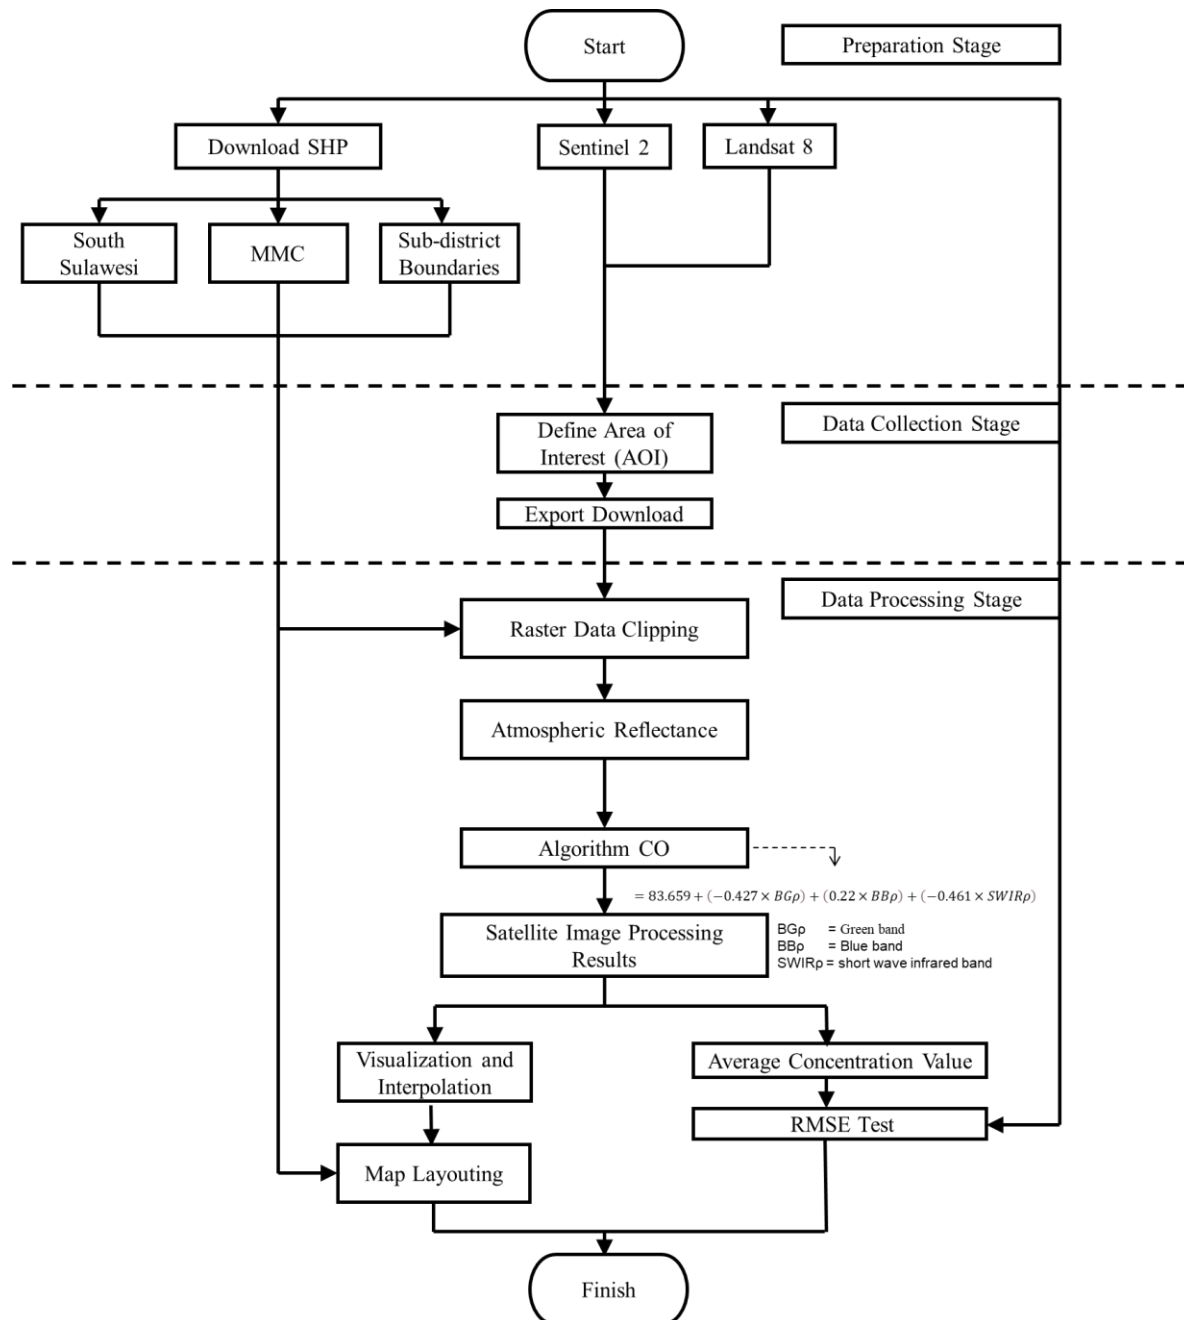 Start
Preparation Stage
Download SHP
Sentinel 2
Landsat 8
South
Sulawesi
MMC
Sub-district
Boundaries
Data Collection Stage
Define Area of
Interest (AOI)
Export Download
Data Processing Stage
Raster Data Clipping
Atmospheric Reflectance
Algorithm CO
= 83.659 + (−0.427 × BGρ) + (0.22 × BBρ) + (−0.461 × SWIRρ)
Satellite Image Processing
Results
BGρ = Green band
BBρ = Blue band
SWIRρ = short wave infrared band
Visualization and
Interpolation
Average Concentration Value
RMSE Test
Map Layouting
Finish